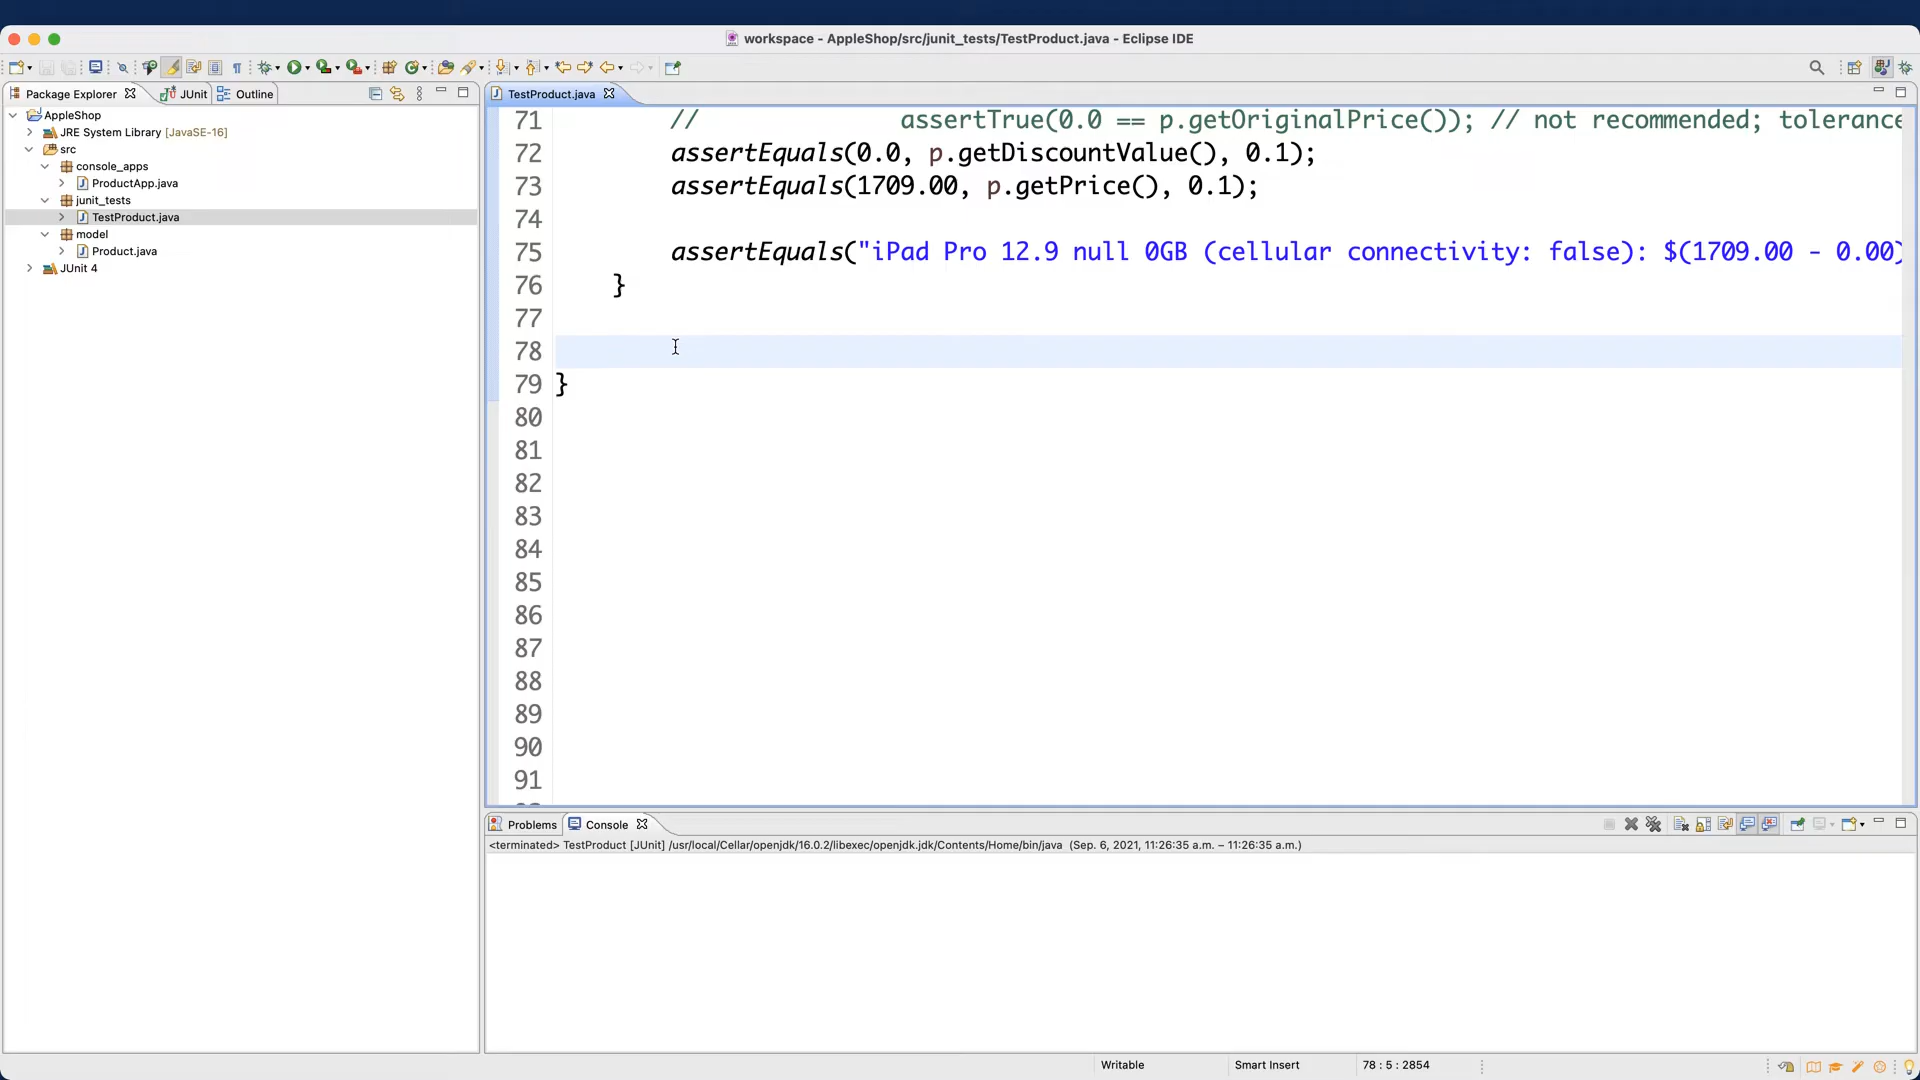 workspace - AppleShop/src/junit_tests/TestProduct.java - Eclipse IDE
Package Explorer
JUnit
Outline
TestProduct.java
AppleShop
JRE System Library [JavaSE-16]
src
console_apps
ProductApp.java
junit_tests
TestProduct.java
model
Product.java
JUnit 4
71 // assertTrue(0.0 == p.getOriginalPrice()); // not recommended; tolerance
72 assertEquals(0.0, p.getDiscountValue(), 0.1);
73 assertEquals(1709.00, p.getPrice(), 0.1);
74
75 assertEquals("iPad Pro 12.9 null 0GB (cellular connectivity: false): $(1709.00 - 0.00)
76 }
77
78
79 }
80
81
82
83
84
85
86
87
88
89
90
91
Problems
Console
<terminated> TestProduct [JUnit] /usr/local/Cellar/openjdk/16.0.2/libexec/openjdk.jdk/Contents/Home/bin/java (Sep. 6, 2021, 11:26:35 a.m. – 11:26:35 a.m.)
Writable
Smart Insert
78 : 5 : 2854